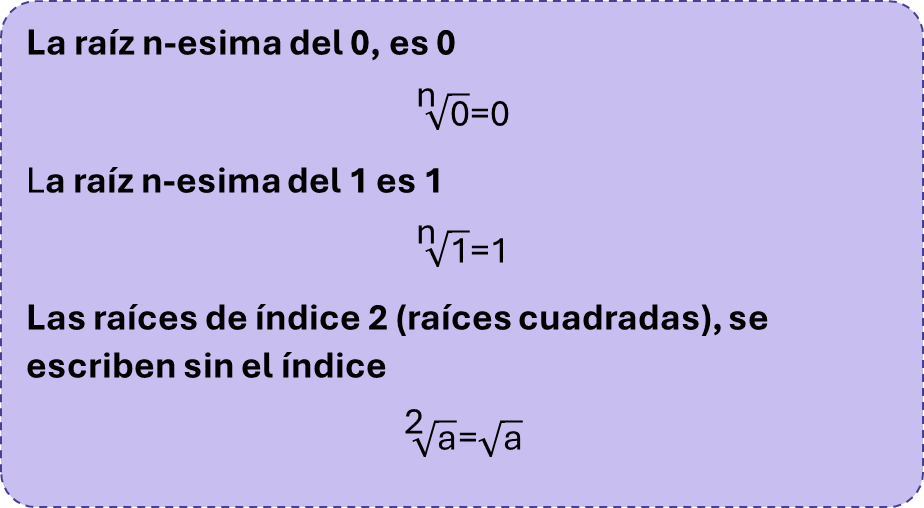 La raíz n-esima del 0, es 0
ⁿ√0=0
La raíz n-esima del 1 es 1
ⁿ√1=1
Las raíces de índice 2 (raíces cuadradas), se
escriben sin el índice
²√a=√a